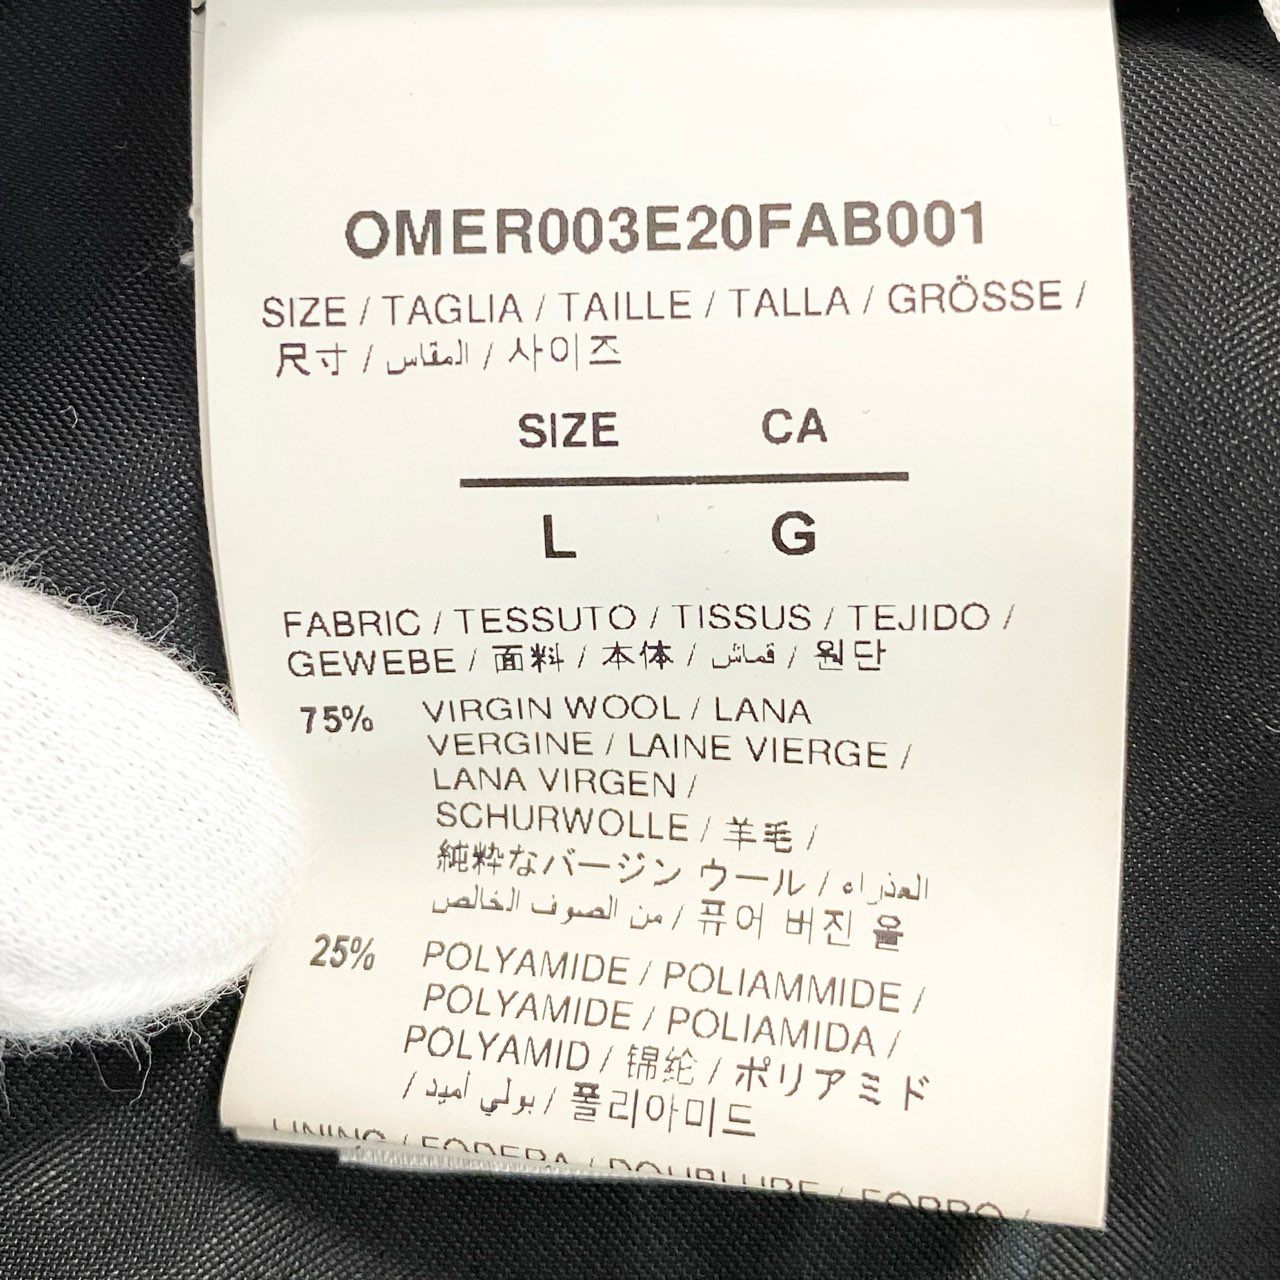 OMER003E20FAB001
SIZE / TAGLIA / TAILLE / TALLA / GRÖSSE /
尺寸 / المقاس / 사이즈
SIZE CA
L G
FABRIC / TESSUTO / TISSUS / TEJIDO /
GEWEBE / 面料 / 本体 / قماش / 원단
75% VIRGIN WOOL / LANA
VERGINE / LAINE VIERGE /
LANA VIRGEN /
SCHURWOLLE / 羊毛 /
純粋なバージン ウール / العذراء
من الصوف الخالص / 퓨어 버진 울
25% POLYAMIDE / POLIAMMIDE /
POLYAMIDE / POLIAMIDA /
POLYAMID / 锦纶 / ポリアミド
/ بولي أميد / 폴리아미드
LINING / FODERA / DOUBLURE / FORRO /